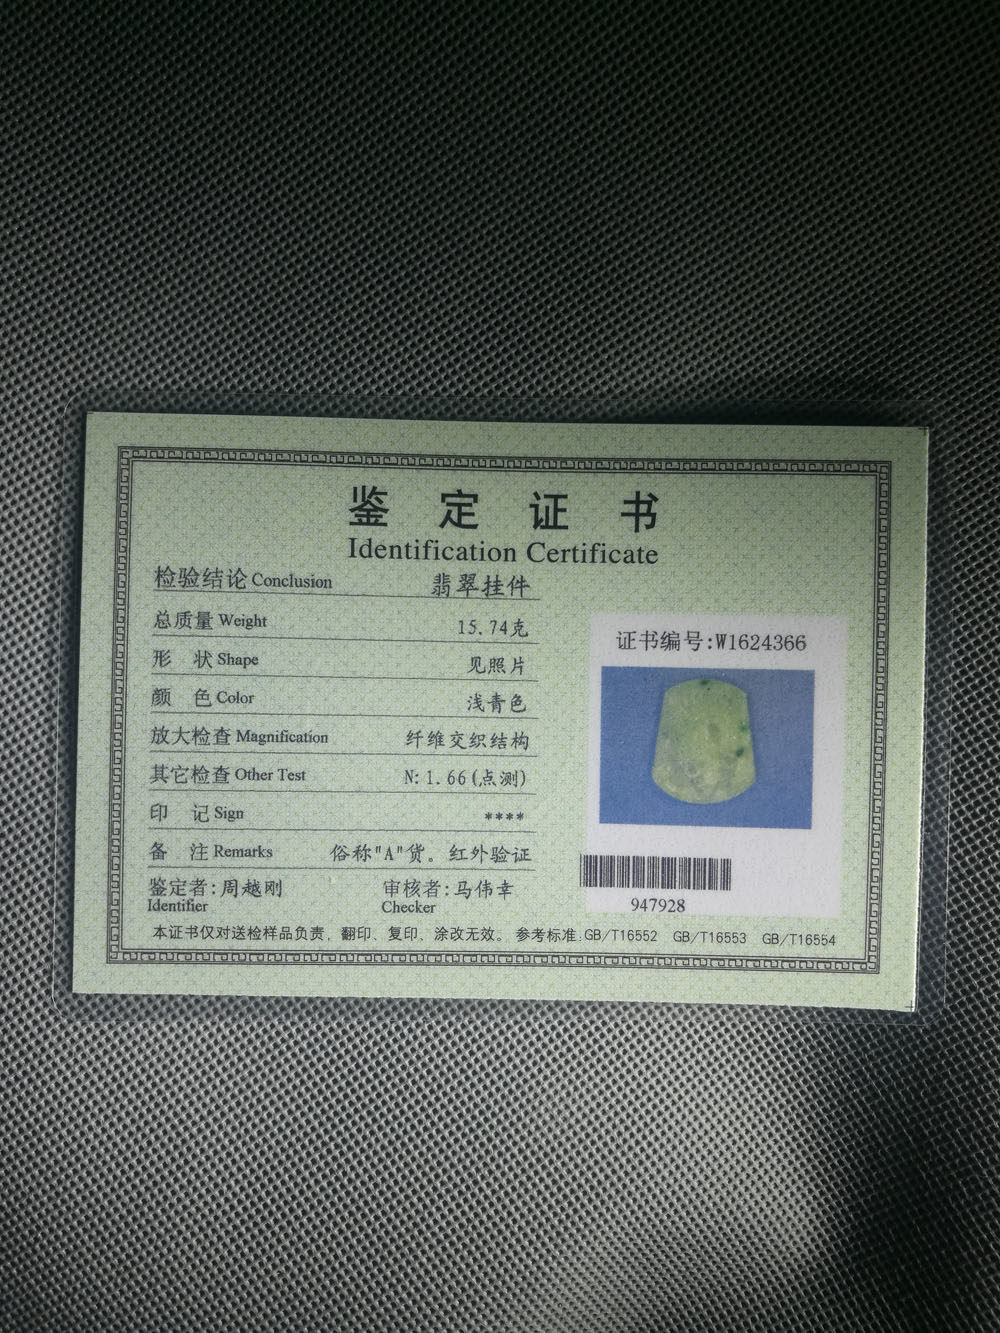 鉴定证书
Identification Certificate
检验结论 Conclusion 翡翠挂件
总质量 Weight 15.74克
形 状 Shape 见照片
颜 色 Color 浅青色
放大检查 Magnification 纤维交织结构
其它检查 Other Test N:1.66(点测)
印 记 Sign ****
备 注 Remarks 俗称"A"货。红外验证
鉴定者:周越刚 审核者:马伟幸
Identifier Checker
证书编号:W1624366
947928
本证书仅对送检样品负责，翻印、复印、涂改无效。 参考标准:GB/T16552 GB/T16553 GB/T16554